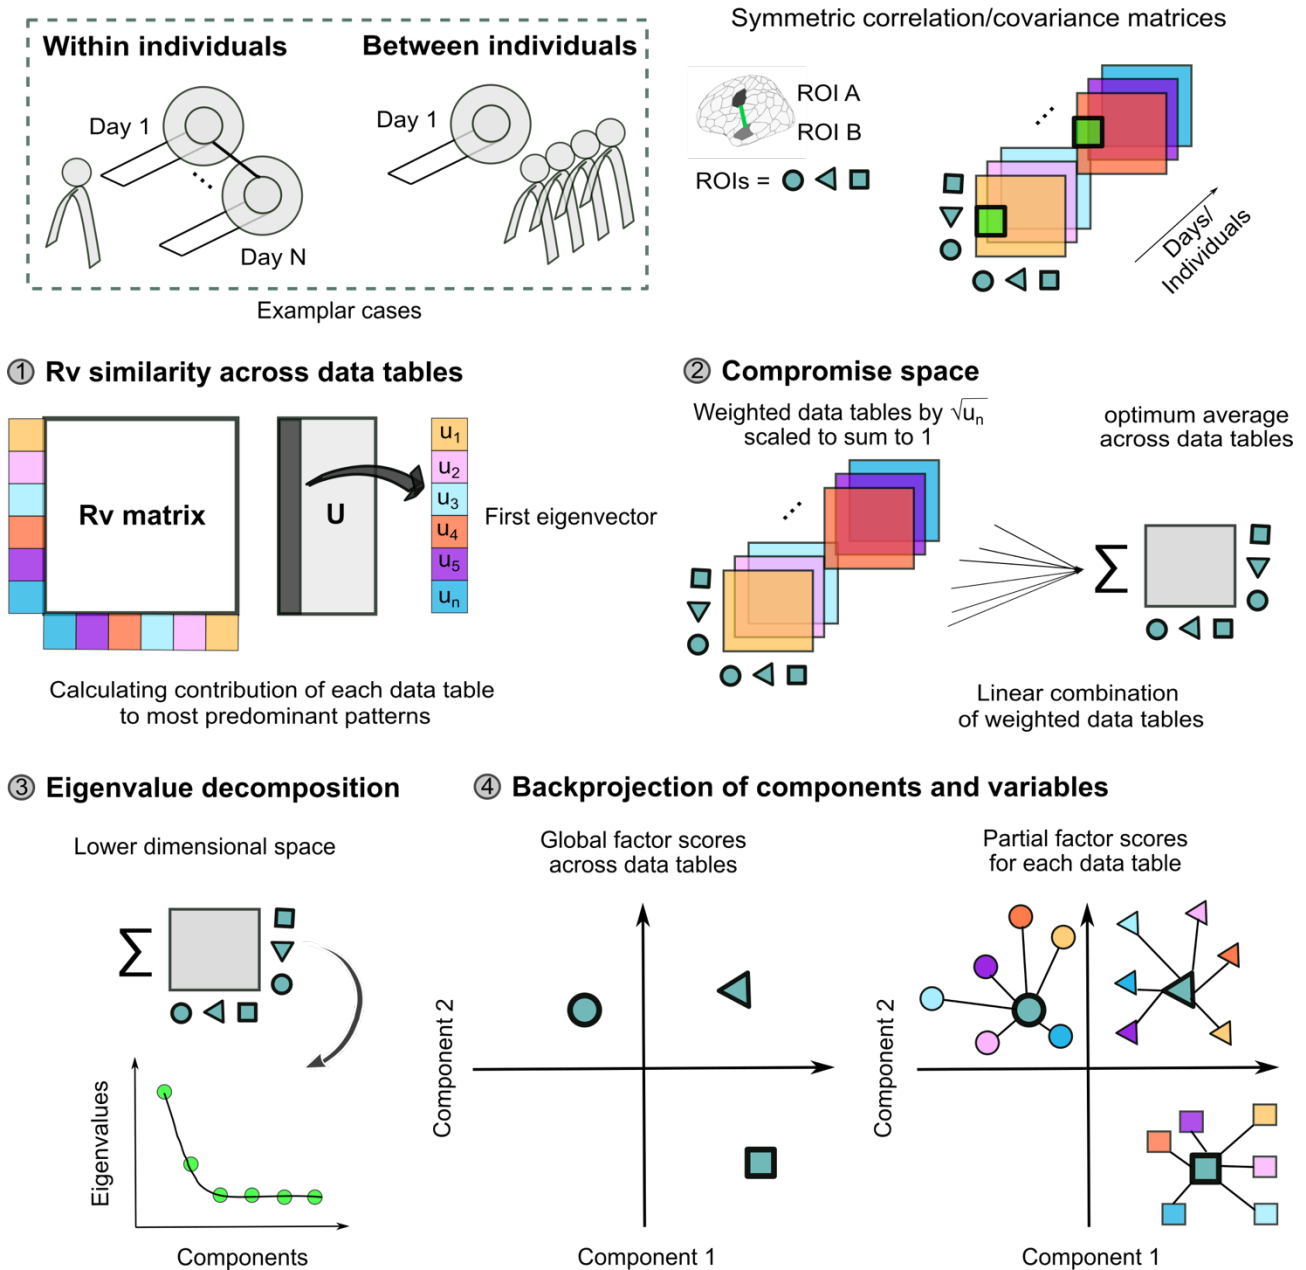 Within individuals
Between individuals
Day 1
Day N
Day 1
Examplar cases
Symmetric correlation/covariance matrices
ROI A
ROI B
ROIs =
Days/
Individuals
1 Rv similarity across data tables
Rv matrix
U
u1
u2
u3
u4
u5
un
First eigenvector
Calculating contribution of each data table
to most predominant patterns
2 Compromise space
Weighted data tables by √un
scaled to sum to 1
optimum average
across data tables
∑
Linear combination
of weighted data tables
3 Eigenvalue decomposition
Lower dimensional space
∑
Eigenvalues
Components
4 Backprojection of components and variables
Global factor scores
across data tables
Component 2
Component 1
Partial factor scores
for each data table
Component 2
Component 1